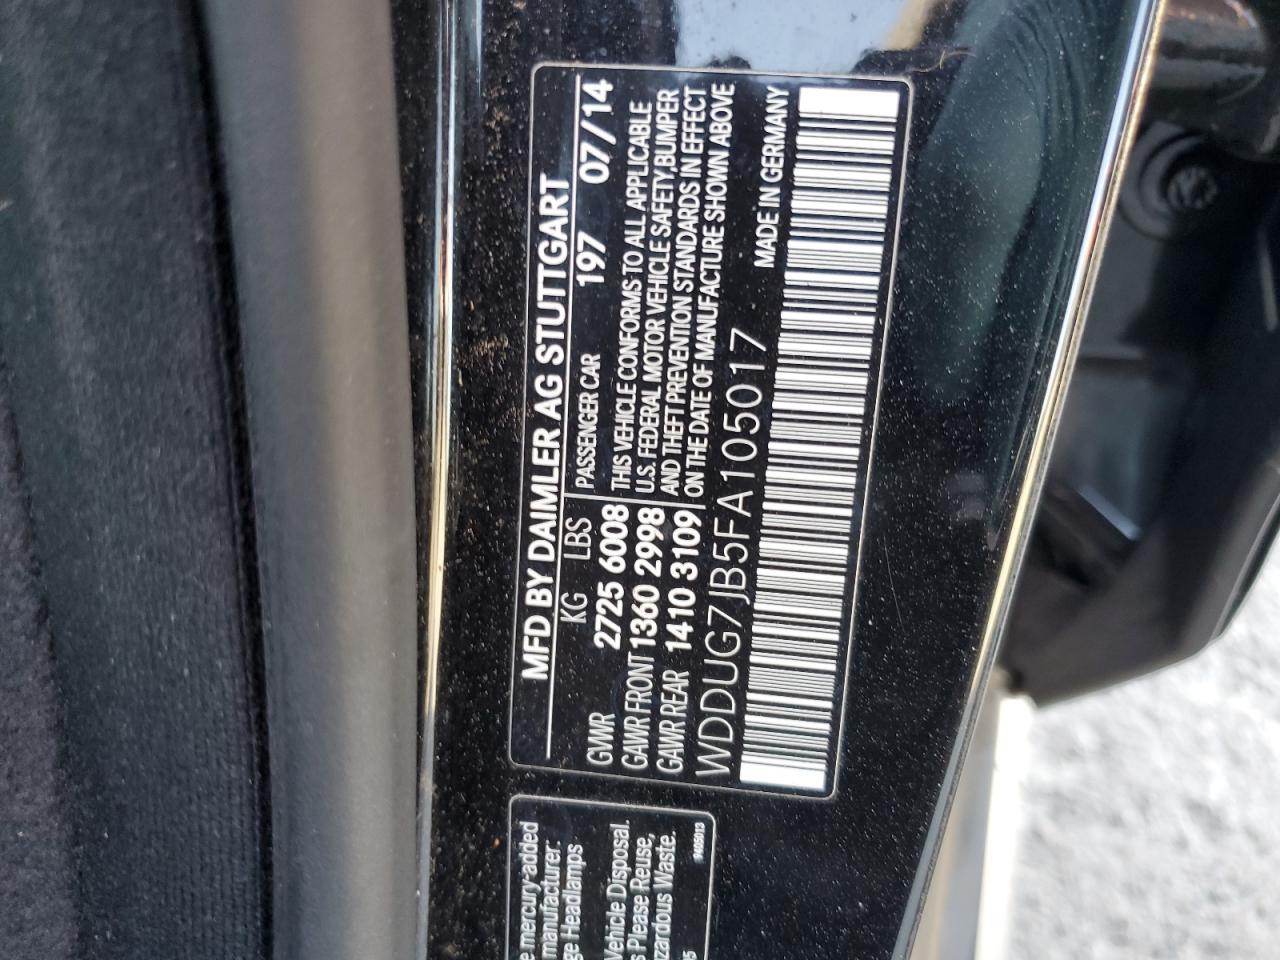 MFD BY DAIMLER AG STUTTGART
KG LBS PASSENGER CAR 197 07/14
GVWR 2725 6008 THIS VEHICLE CONFORMS TO ALL APPLICABLE
GAWR FRONT 1360 2998 U.S. FEDERAL MOTOR VEHICLE SAFETY,BUMPER
GAWR REAR 1410 3109 AND THEFT PREVENTION STANDARDS IN EFFECT
ON THE DATE OF MANUFACTURE SHOWN ABOVE
WDDUG7JB5FA105017 MADE IN GERMANY
mercury-added
manufacturer:
Headlamps
Vehicle Disposal.
Please Reuse,
Waste.